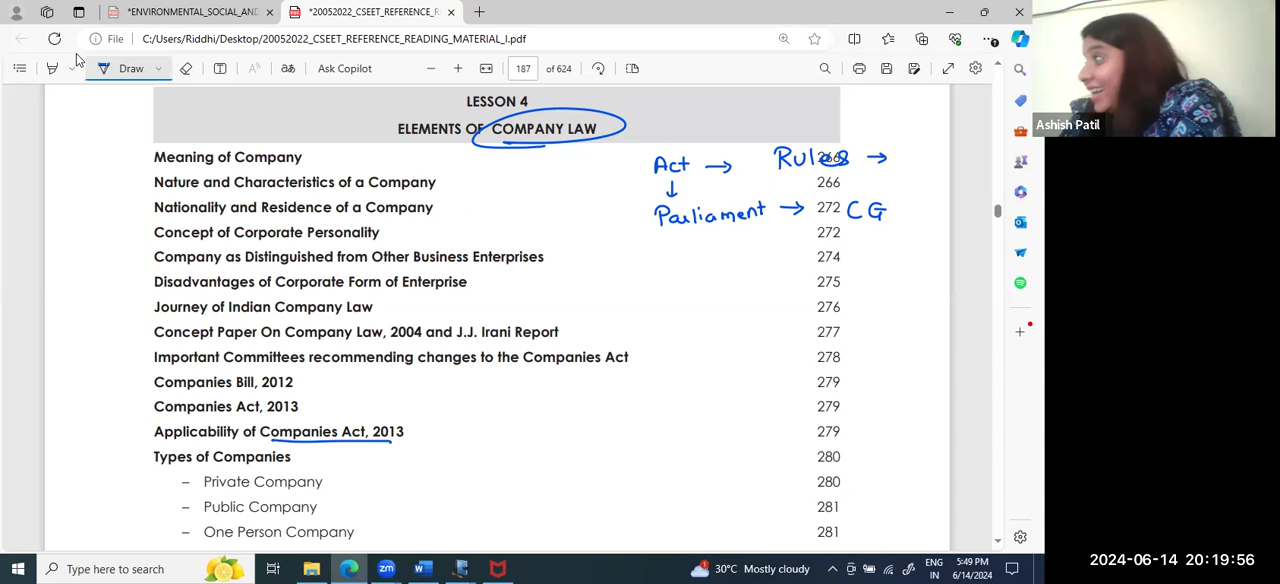 *ENVIRONMENTAL_SOCIAL_AND_
*20052022_CSEET_REFERENCE_R
File C:/Users/Riddhi/Desktop/20052022_CSEET_REFERENCE_READING_MATERIAL_I.pdf
Draw
Ask Copilot
187 of 624
Ashish Patil
LESSON 4
ELEMENTS OF COMPANY LAW
Meaning of Company 266
Act → Rules →
Nature and Characteristics of a Company 266
↓
Nationality and Residence of a Company 272
Parliament → CG
Concept of Corporate Personality 272
Company as Distinguished from Other Business Enterprises 274
Disadvantages of Corporate Form of Enterprise 275
Journey of Indian Company Law 276
Concept Paper On Company Law, 2004 and J.J. Irani Report 277
Important Committees recommending changes to the Companies Act 278
Companies Bill, 2012 279
Companies Act, 2013 279
Applicability of Companies Act, 2013 279
Types of Companies 280
– Private Company 280
– Public Company 281
– One Person Company 281
Type here to search
30°C Mostly cloudy
ENG
IN
5:49 PM
6/14/2024
2024-06-14 20:19:56